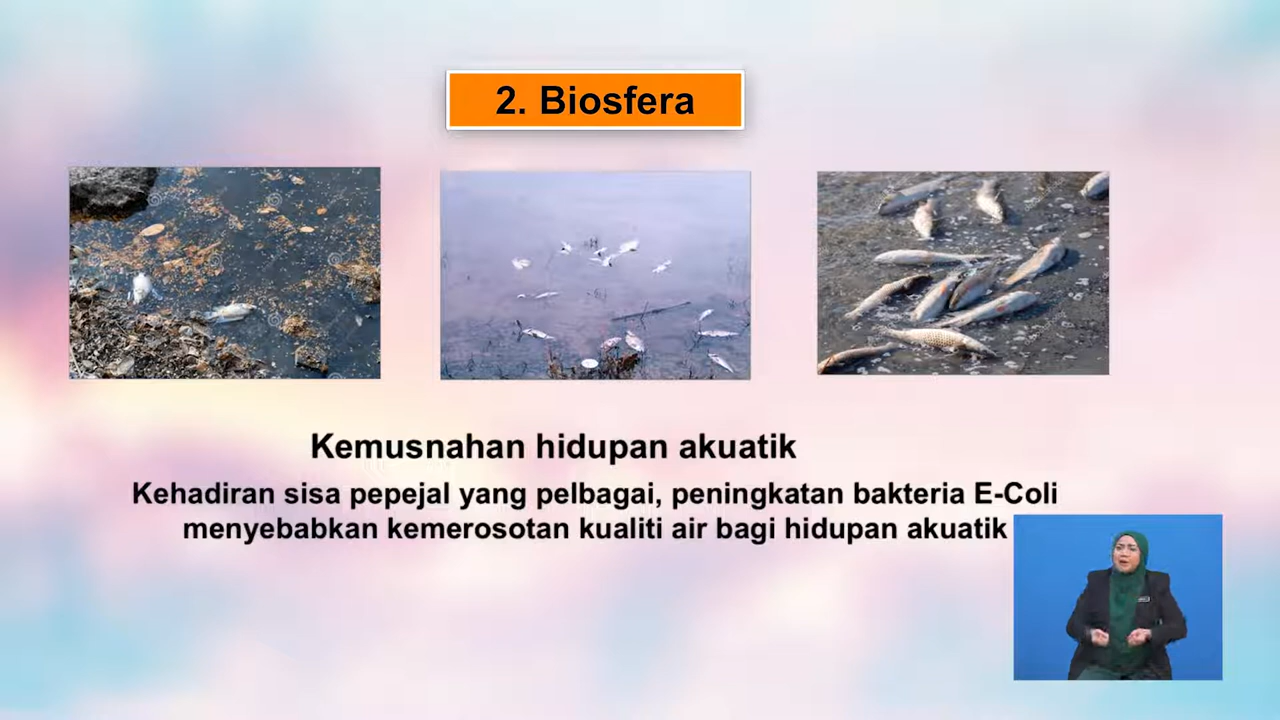 2. Biosfera
Kemusnahan hidupan akuatik
Kehadiran sisa pepejal yang pelbagai, peningkatan bakteria E-Coli
menyebabkan kemerosotan kualiti air bagi hidupan akuatik